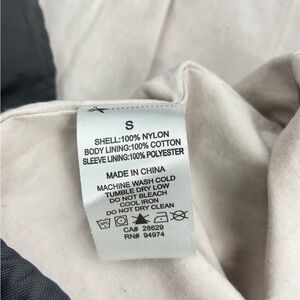 S
SHELL:100% NYLON
BODY LINING:100% COTTON
SLEEVE LINING:100% POLYESTER
MADE IN CHINA
MACHINE WASH COLD
TUMBLE DRY LOW
DO NOT BLEACH
COOL IRON
DO NOT DRY CLEAN
CA# 28629
RN# 94974